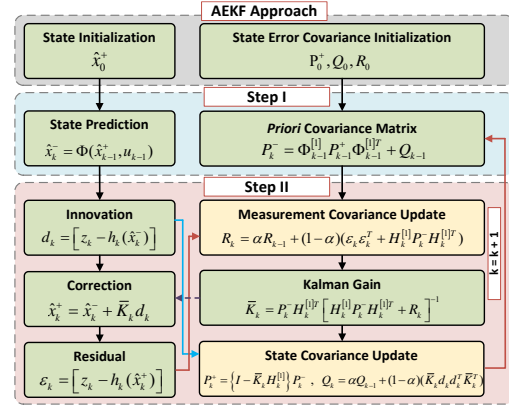 AEKF Approach
State Initialization
x̂₀⁺
State Error Covariance Initialization
P₀⁺, Q₀, R₀
Step I
State Prediction
x̂ₖ⁻ = Φ(x̂ₖ₋₁⁺, uₖ₋₁)
Priori Covariance Matrix
Pₖ⁻ = Φₖ₋₁^[1] Pₖ₋₁⁺ Φₖ₋₁^[1]T + Qₖ₋₁
Step II
Innovation
dₖ = [zₖ − hₖ(x̂ₖ⁻)]
Measurement Covariance Update
Rₖ = αRₖ₋₁ + (1−α)(εₖεₖᵀ + Hₖ^[1] Pₖ⁻ Hₖ^[1]T)
Correction
x̂ₖ⁺ = x̂ₖ⁻ + K̅ₖdₖ
Kalman Gain
K̅ₖ = Pₖ⁻Hₖ^[1]T [Hₖ^[1] Pₖ⁻ Hₖ^[1]T + Rₖ]⁻¹
Residual
εₖ = [zₖ − hₖ(x̂ₖ⁺)]
State Covariance Update
Pₖ⁺ = {I − K̅ₖHₖ^[1]} Pₖ⁻ , Qₖ = αQₖ₋₁ + (1−α)(K̅ₖdₖdₖᵀK̅ₖᵀ)
k = k + 1